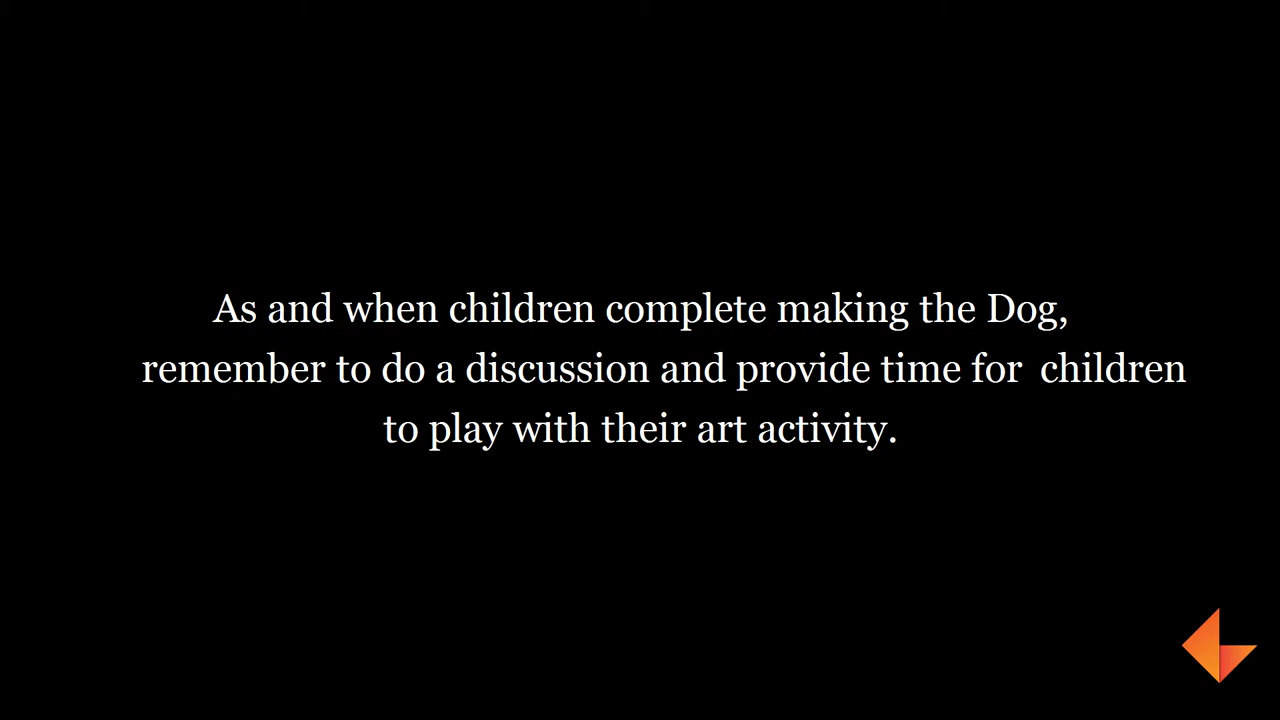 As and when children complete making the Dog,
remember to do a discussion and provide time for children
to play with their art activity.